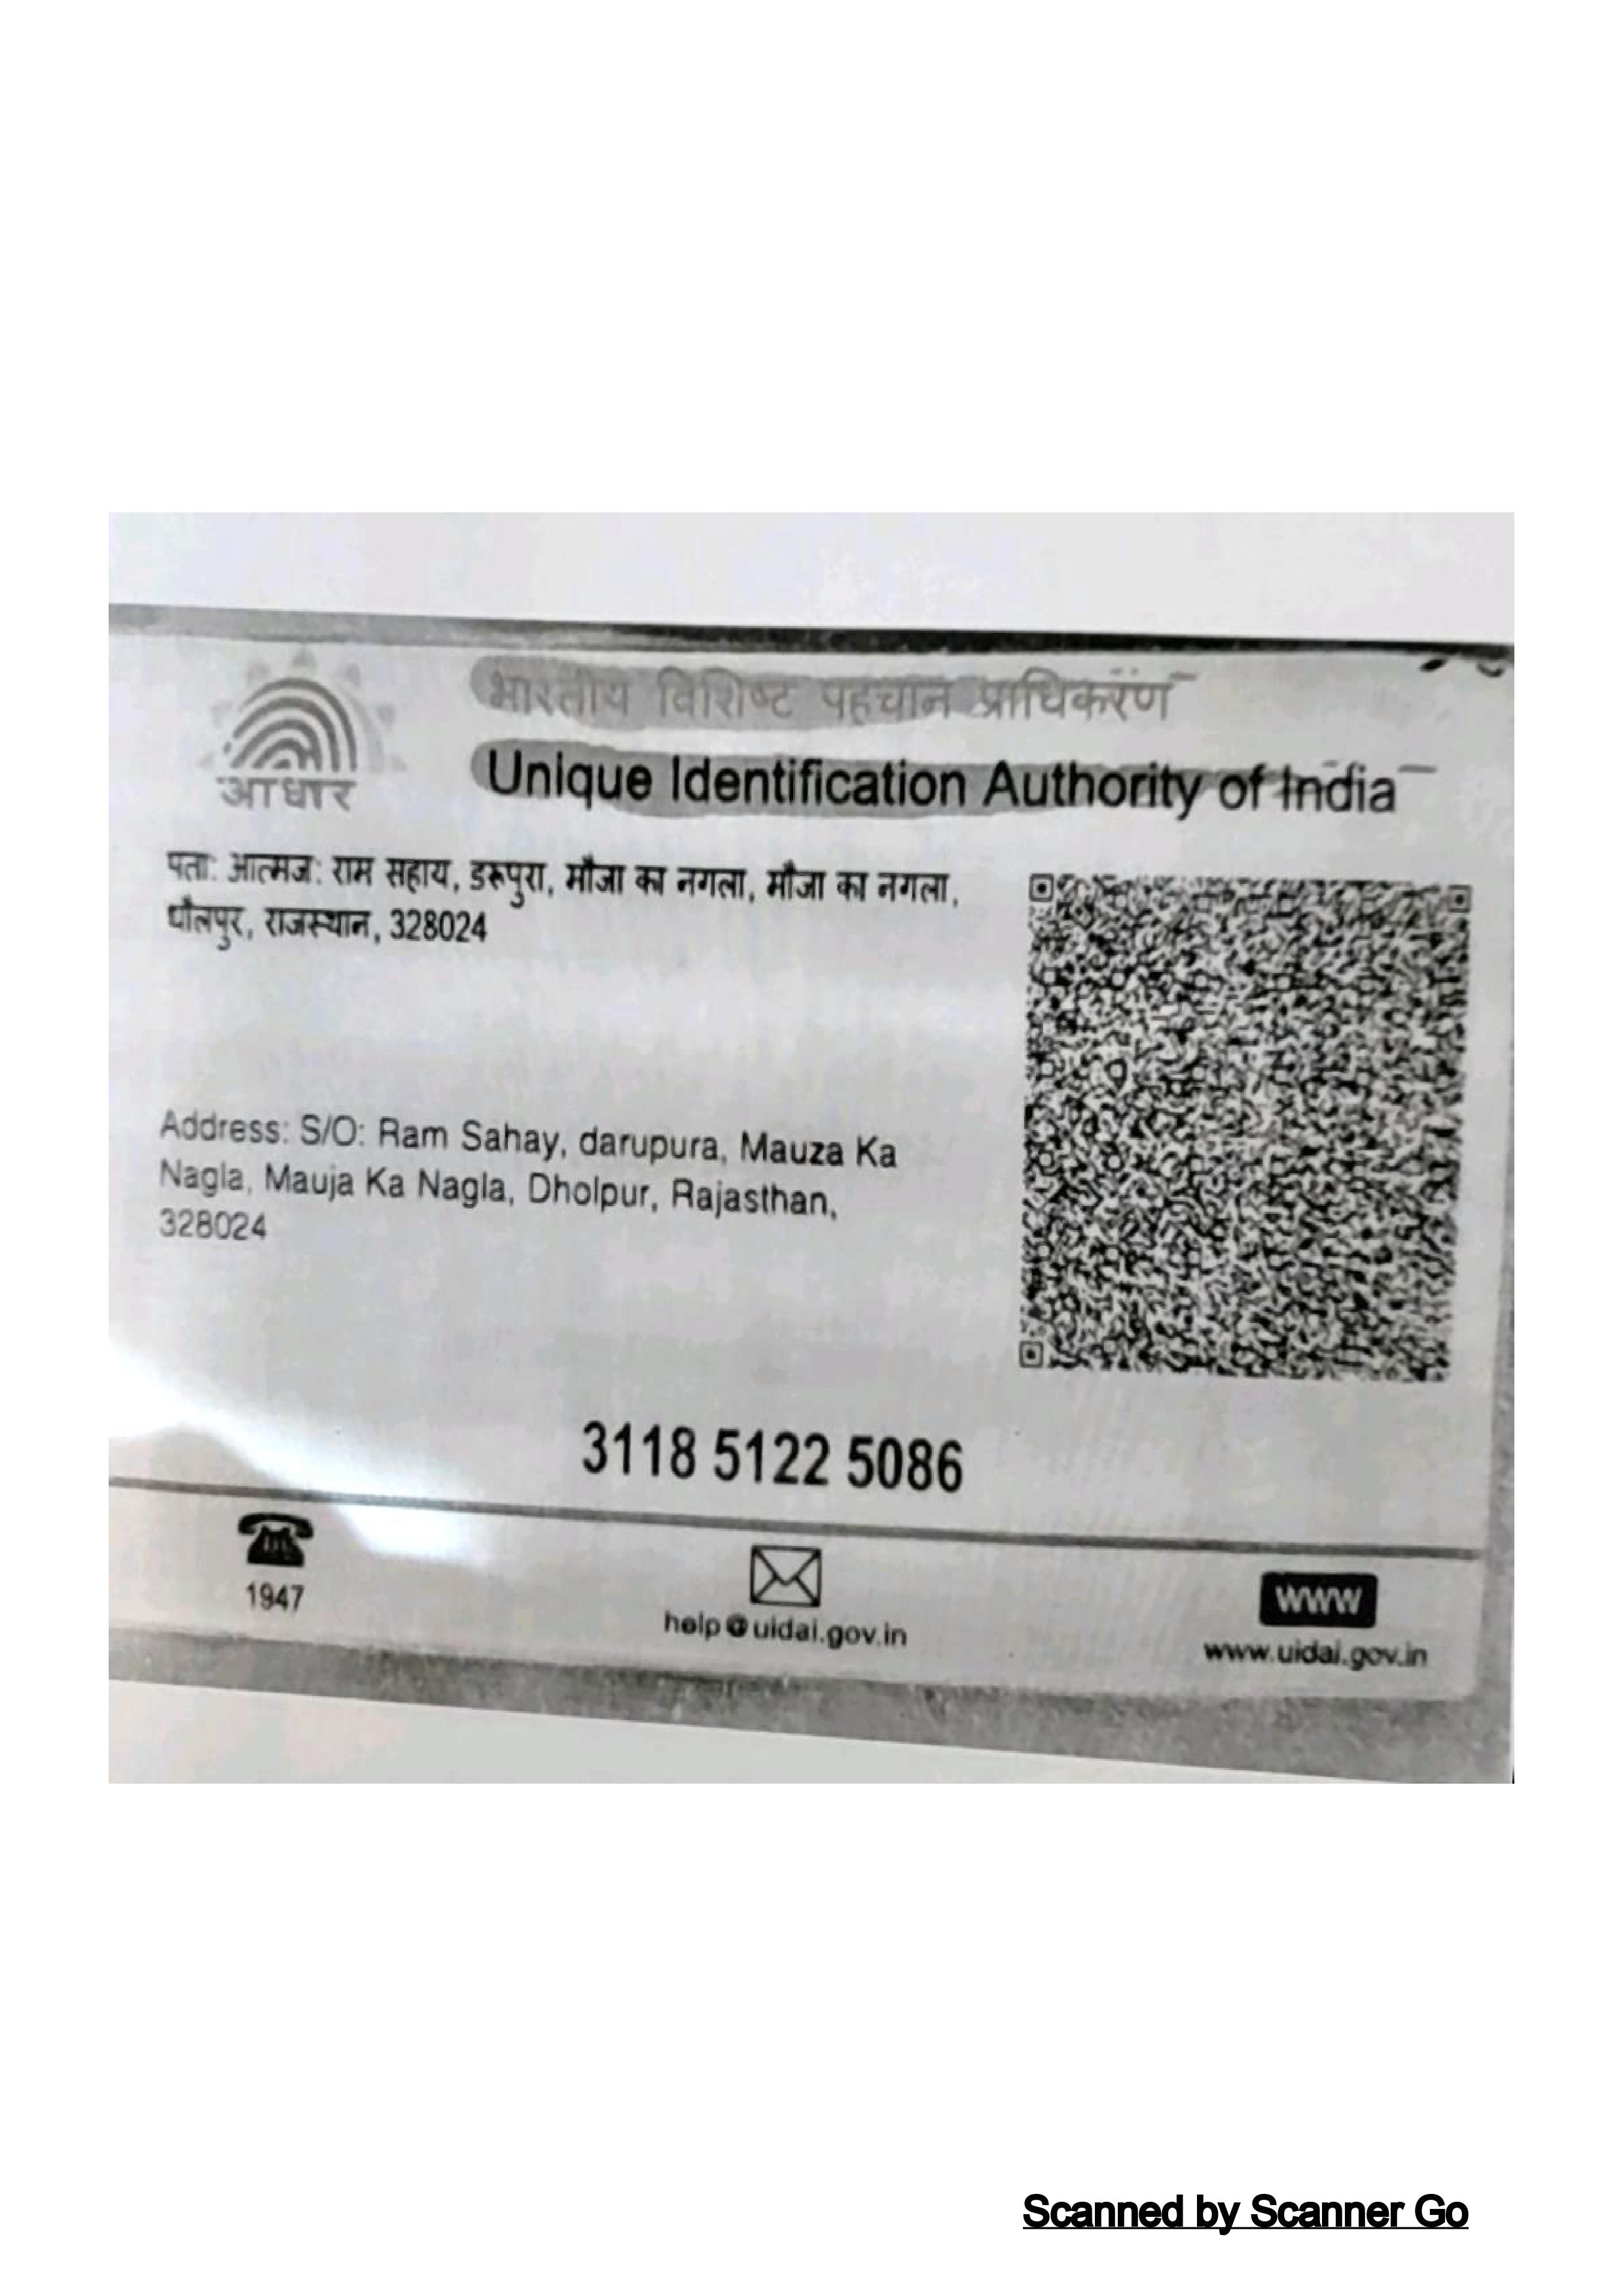 आधार
भारतीय विशिष्ट पहचान प्राधिकरण
Unique Identification Authority of India
पता: आत्मज: राम सहाय, डरूपुरा, मौजा का नगला, मौजा का नगला,
धौलपुर, राजस्थान, 328024
Address: S/O: Ram Sahay, darupura, Mauza Ka
Nagla, Mauja Ka Nagla, Dholpur, Rajasthan,
328024
3118 5122 5086
1947
help@uidai.gov.in
www
www.uidai.gov.in
Scanned by Scanner Go